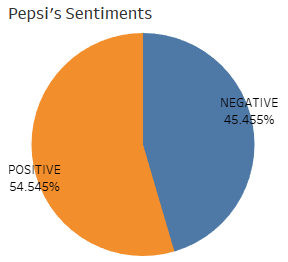 Pepsi’s Sentiments
NEGATIVE
45.455%
POSITIVE
54.545%